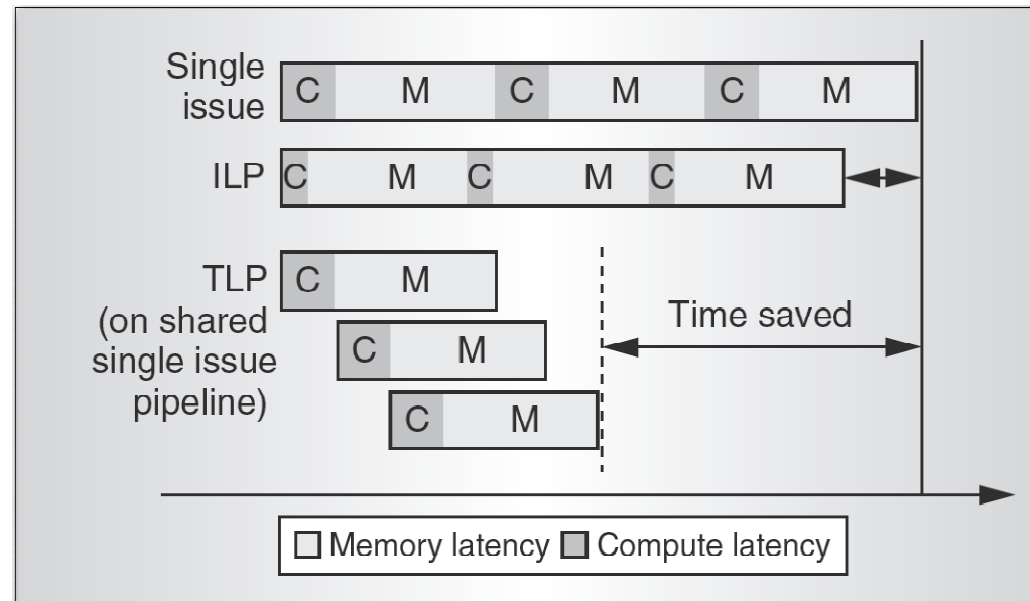 Single
issue
C M C M C M
ILP
C M C M C M
TLP
(on shared
single issue
pipeline)
C M
C M
C M
Time saved
Memory latency Compute latency